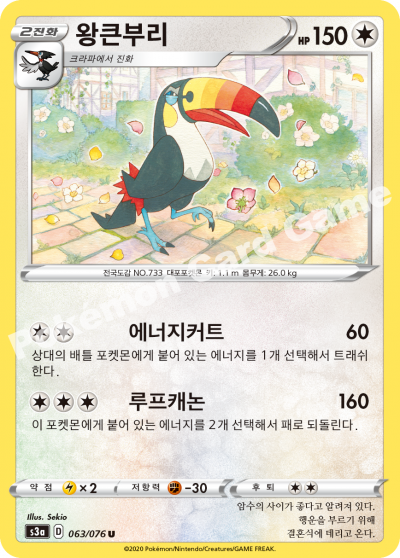 2진화
왕큰부리
HP 150
크라파에서 진화
전국도감 NO.733 대포포켓몬 키: 1.1 m 몸무게: 26.0 kg
Pokémon Card Game
에너지커트 60
상대의 배틀 포켓몬에게 붙어 있는 에너지를 1개 선택해서 트래쉬
한다.
루프캐논 160
이 포켓몬에게 붙어 있는 에너지를 2개 선택해서 패로 되돌린다.
약점 ×2 저항력 -30 후퇴
Illus. Sekio
s3a D 063/076 U
암수의 사이가 좋다고 알려져 있다.
행운을 부르기 위해
결혼식에 데리고 온다.
©2020 Pokémon/Nintendo/Creatures/GAME FREAK.